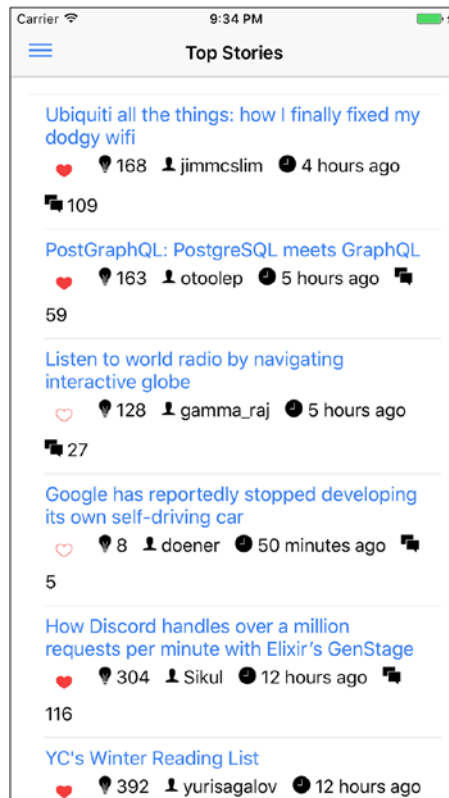 Carrier 9:34 PM
Top Stories
Ubiquiti all the things: how I finally fixed my
dodgy wifi
168 jimmcslim 4 hours ago
109
PostGraphQL: PostgreSQL meets GraphQL
163 otoolep 5 hours ago
59
Listen to world radio by navigating
interactive globe
128 gamma_raj 5 hours ago
27
Google has reportedly stopped developing
its own self-driving car
8 doener 50 minutes ago
5
How Discord handles over a million
requests per minute with Elixir's GenStage
304 Sikul 12 hours ago
116
YC's Winter Reading List
392 yurisagalov 12 hours ago